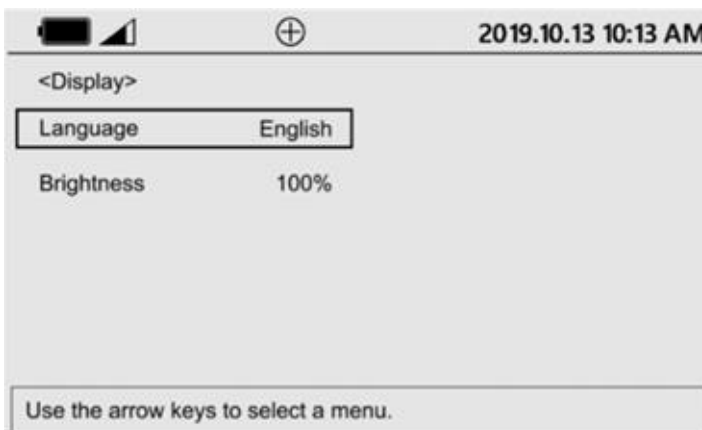 2019.10.13 10:13 AM
<Display>
Language English
Brightness 100%
Use the arrow keys to select a menu.